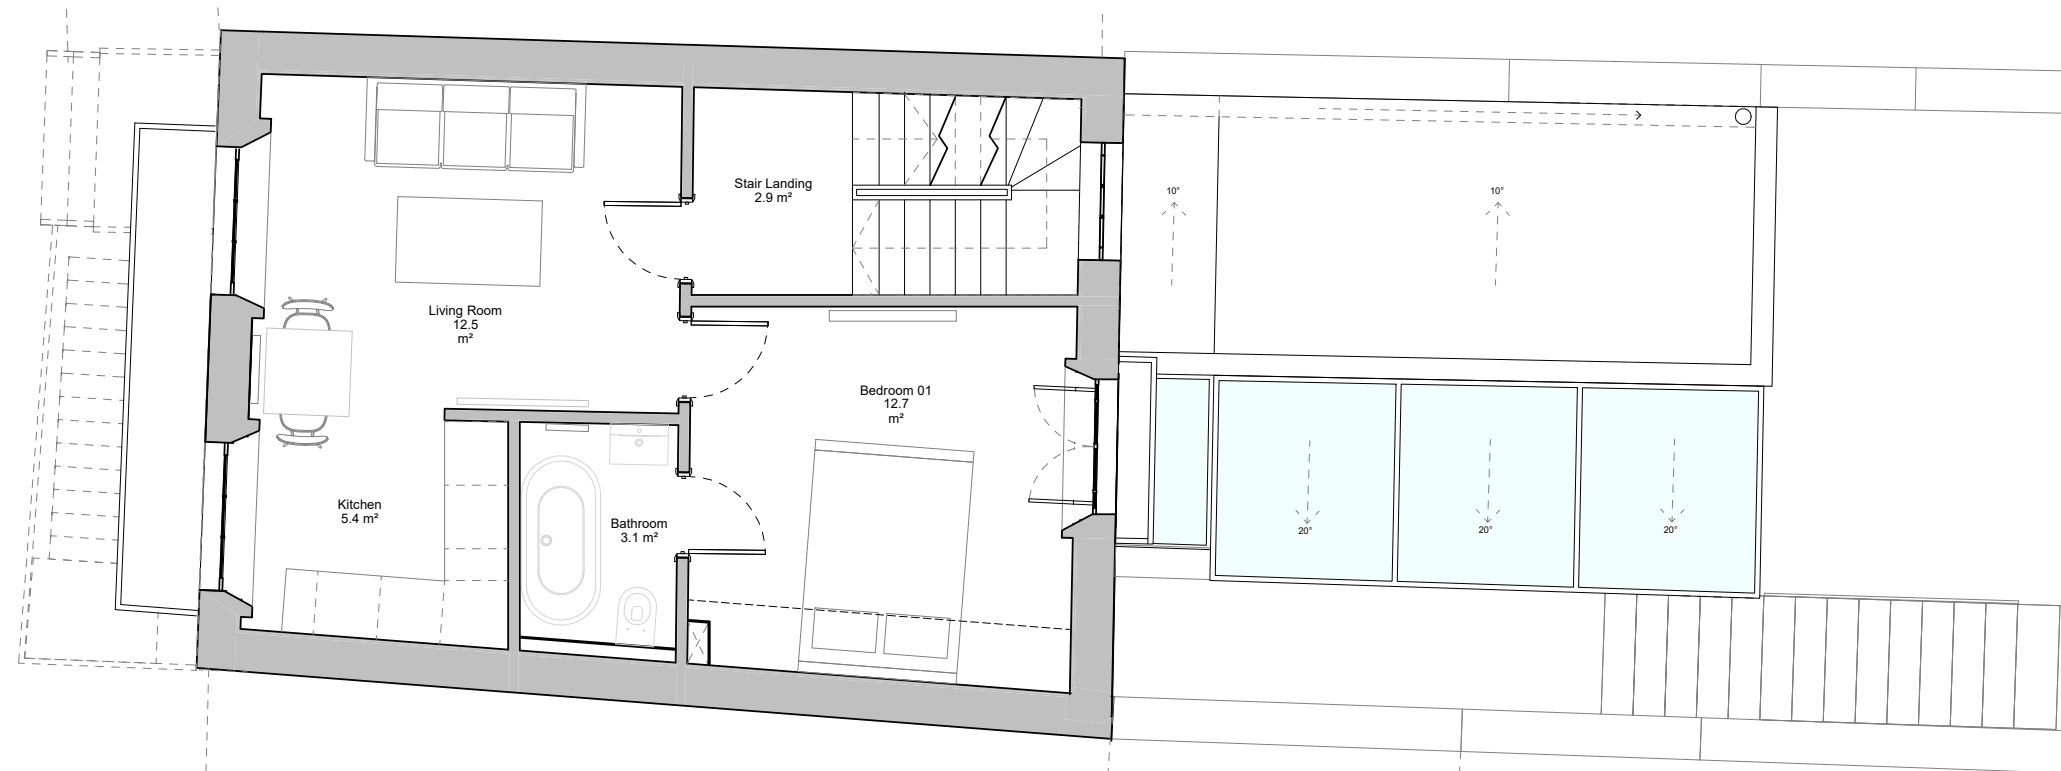 Stair Landing
2.9 m²
10°
10°
Living Room
12.5
m²
Bedroom 01
12.7
m²
Kitchen
5.4 m²
Bathroom
3.1 m²
20°
20°
20°